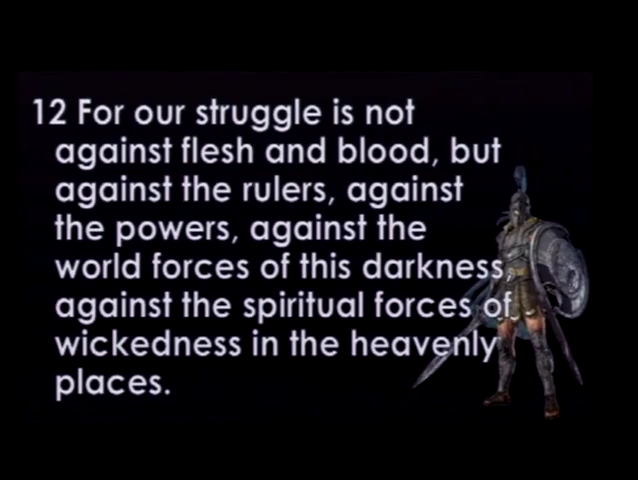 12 For our struggle is not
against flesh and blood, but
against the rulers, against
the powers, against the
world forces of this darkness,
against the spiritual forces of
wickedness in the heavenly
places.